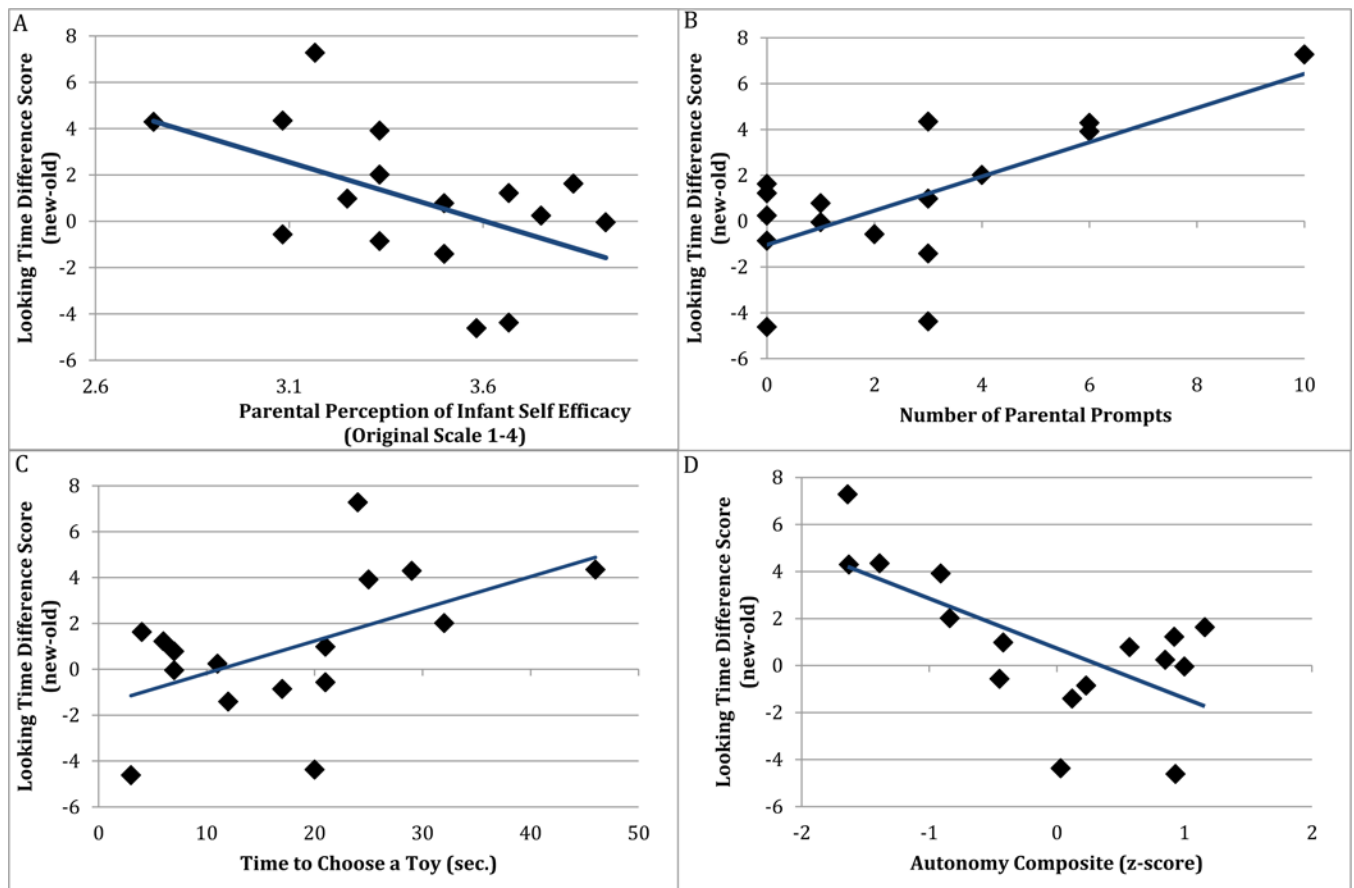 A
Looking Time Difference Score
(new-old)
8
6
4
2
0
-2
-4
-6
2.6 3.1 3.6
Parental Perception of Infant Self Efficacy
(Original Scale 1-4)
B
Looking Time Difference Score
(new-old)
8
6
4
2
0
-2
-4
-6
0 2 4 6 8 10
Number of Parental Prompts
C
Looking Time Difference Score
(new-old)
8
6
4
2
0
-2
-4
-6
0 10 20 30 40 50
Time to Choose a Toy (sec.)
D
Looking Time Difference Score
(new-old)
8
6
4
2
0
-2
-4
-6
-2 -1 0 1 2
Autonomy Composite (z-score)